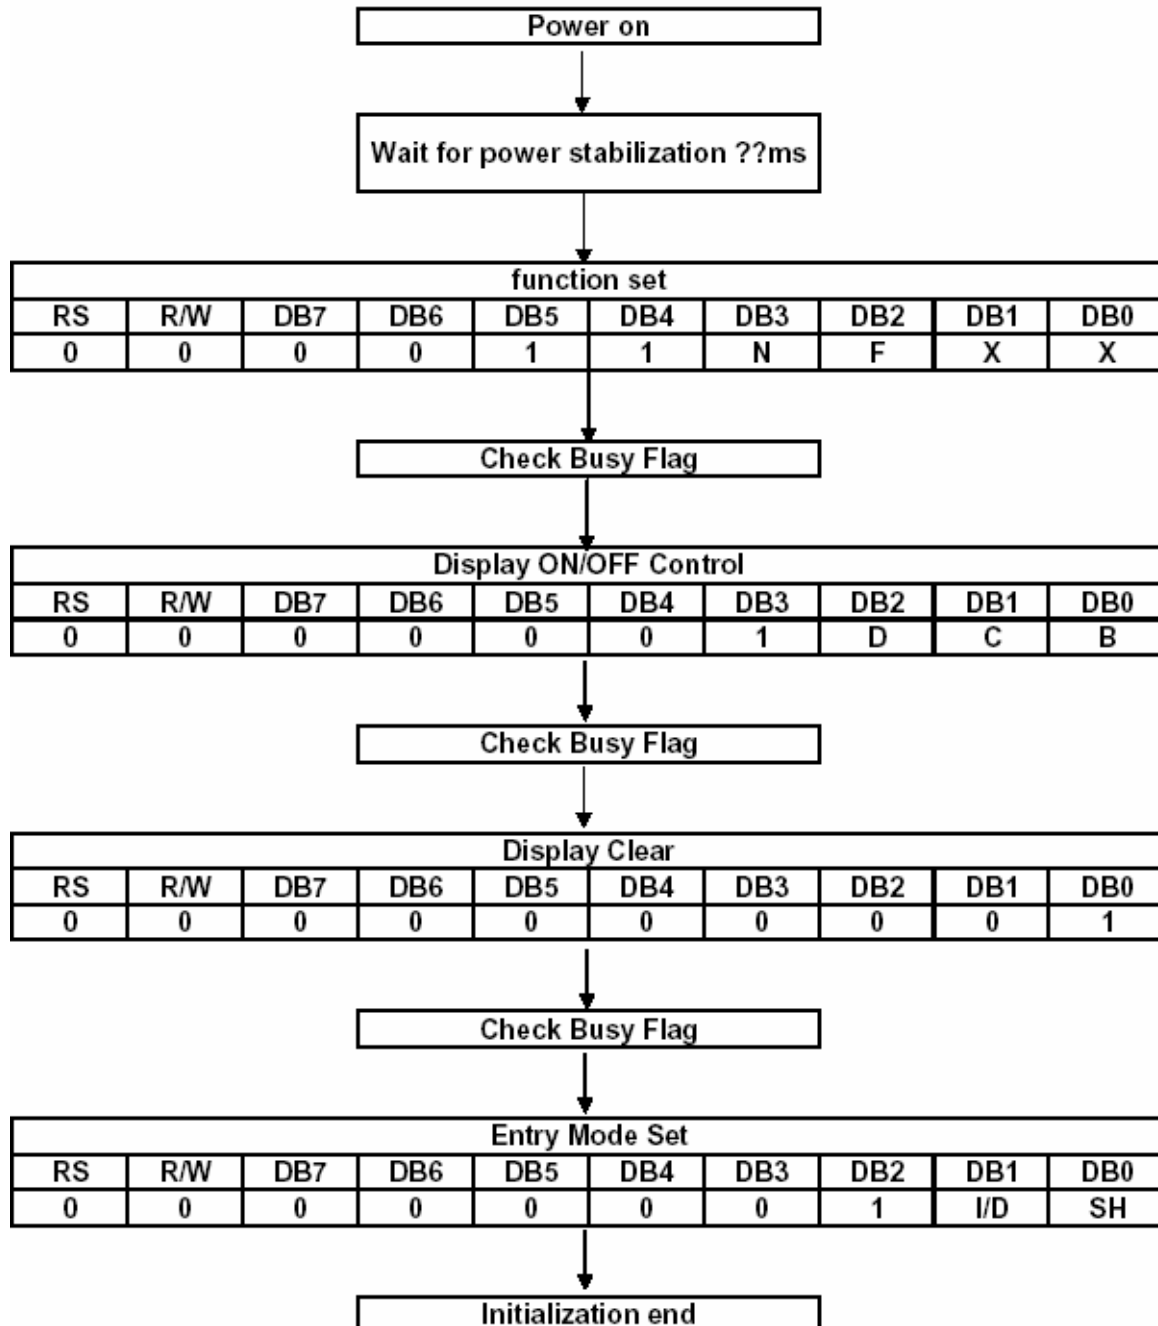 Power on
Wait for power stabilization ??ms
function set
RS R/W DB7 DB6 DB5 DB4 DB3 DB2 DB1 DB0
0 0 0 0 1 1 N F X X
Check Busy Flag
Display ON/OFF Control
RS R/W DB7 DB6 DB5 DB4 DB3 DB2 DB1 DB0
0 0 0 0 0 0 1 D C B
Check Busy Flag
Display Clear
RS R/W DB7 DB6 DB5 DB4 DB3 DB2 DB1 DB0
0 0 0 0 0 0 0 0 0 1
Check Busy Flag
Entry Mode Set
RS R/W DB7 DB6 DB5 DB4 DB3 DB2 DB1 DB0
0 0 0 0 0 0 0 1 I/D SH
Initialization end